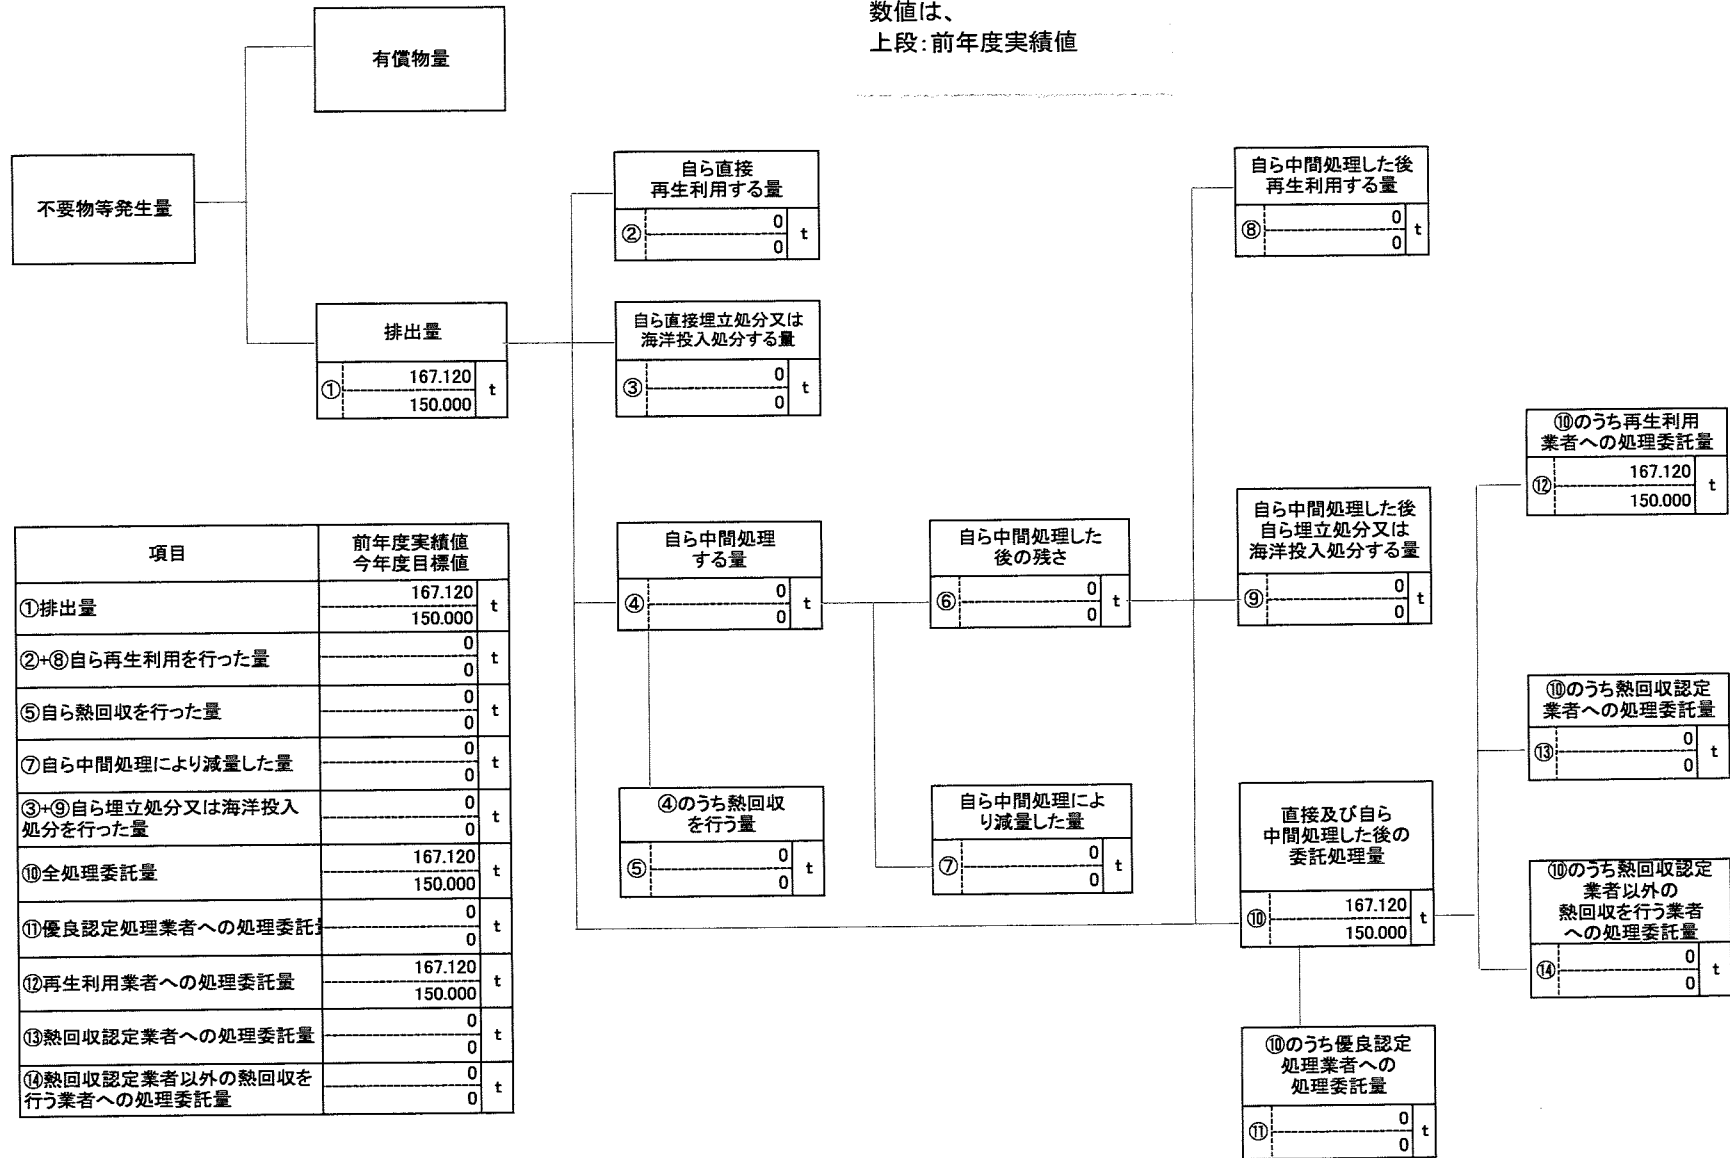 数値は、
上段：前年度実績値
有償物量
不要物等発生量
排出量
①
167.120
150.000
t
自ら直接
再生利用する量
②
0
0
t
自ら直接埋立処分又は
海洋投入処分する量
③
0
0
t
自ら中間処理
する量
④
0
0
t
④のうち熱回収
を行う量
⑤
0
0
t
自ら中間処理した
後の残さ
⑥
0
0
t
自ら中間処理によ
り減量した量
⑦
0
0
t
自ら中間処理した後
再生利用する量
⑧
0
0
t
自ら中間処理した後
自ら埋立処分又は
海洋投入処分する量
⑨
0
0
t
直接及び自ら
中間処理した後の
委託処理量
⑩
167.120
150.000
t
⑩のうち優良認定
処理業者への
処理委託量
⑪
0
0
t
⑩のうち再生利用
業者への処理委託量
⑫
167.120
150.000
t
⑩のうち熱回収認定
業者への処理委託量
⑬
0
0
t
⑩のうち熱回収認定
業者以外の
熱回収を行う業者
への処理委託量
⑭
0
0
t
項目
前年度実績値
今年度目標値
①排出量
167.120
150.000
t
②+⑧自ら再生利用を行った量
0
0
t
⑤自ら熱回収を行った量
0
0
t
⑦自ら中間処理により減量した量
0
0
t
③+⑨自ら埋立処分又は海洋投入
処分を行った量
0
0
t
⑩全処理委託量
167.120
150.000
t
⑪優良認定処理業者への処理委託
0
0
t
⑫再生利用業者への処理委託量
167.120
150.000
t
⑬熱回収認定業者への処理委託量
0
0
t
⑭熱回収認定業者以外の熱回収を
行う業者への処理委託量
0
0
t